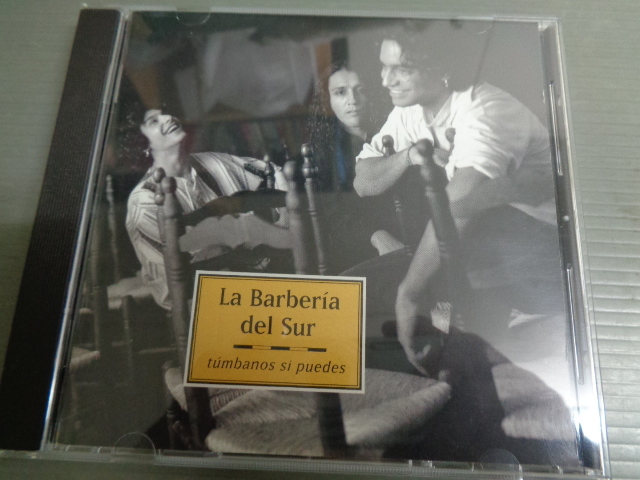 La Barbería
del Sur
túmbanos si puedes